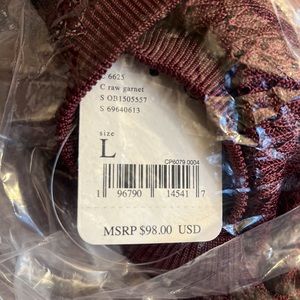 6625
C raw garnet
S OB1505557
S 69640613
size
L
CP6079.0004
1 96790 14541 7
MSRP $98.00 USD